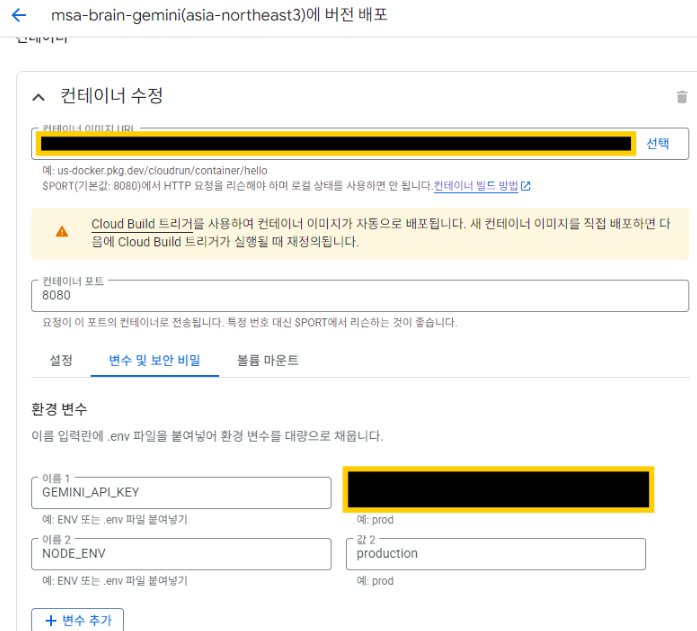 msa-brain-gemini(asia-northeast3)에 버전 배포
컨테이너 수정
컨테이너 이미지 URL
선택
예: us-docker.pkg.dev/cloudrun/container/hello
$PORT(기본값: 8080)에서 HTTP 요청을 리슨해야 하며 로컬 상태를 사용하면 안 됩니다.컨테이너 빌드 방법
Cloud Build 트리거를 사용하여 컨테이너 이미지가 자동으로 배포됩니다. 새 컨테이너 이미지를 직접 배포하면 다
음에 Cloud Build 트리거가 실행될 때 재정의됩니다.
컨테이너 포트
8080
요청이 이 포트의 컨테이너로 전송됩니다. 특정 번호 대신 $PORT에서 리슨하는 것이 좋습니다.
설정 변수 및 보안 비밀 볼륨 마운트
환경 변수
이름 입력란에 .env 파일을 붙여넣어 환경 변수를 대량으로 채웁니다.
이름 1
GEMINI_API_KEY
예: ENV 또는 .env 파일 붙여넣기
예: prod
이름 2
NODE_ENV
값 2
production
예: ENV 또는 .env 파일 붙여넣기
예: prod
+ 변수 추가